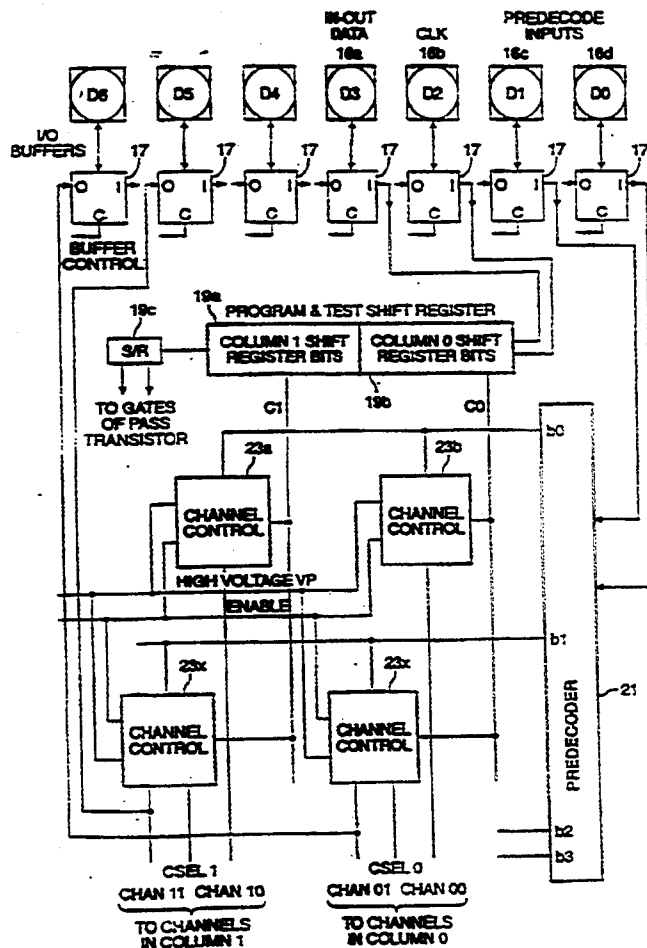 IN-OUT DATA 16a
CLK 16b
PREDECODE INPUTS
16c 16d
D6 D5 D4 D3 D2 D1 D0
I/O BUFFERS
17 17 17 17 17 17 17
O I O I O I O I O I O I O I
C C C C C C C
BUFFER CONTROL
19a
PROGRAM & TEST SHIFT REGISTER
19c
S/R
COLUMN 1 SHIFT REGISTER BITS
COLUMN 0 SHIFT REGISTER BITS
TO GATES OF PASS TRANSISTOR
C1
19b
C0
b0
23a
23b
CHANNEL CONTROL
CHANNEL CONTROL
HIGH VOLTAGE VP
ENABLE
b1
23x
23x
21
CHANNEL CONTROL
CHANNEL CONTROL
PREDECODER
b2
b3
CSEL 1
CSEL 0
CHAN 11 CHAN 10
CHAN 01 CHAN 00
TO CHANNELS IN COLUMN 1
TO CHANNELS IN COLUMN 0